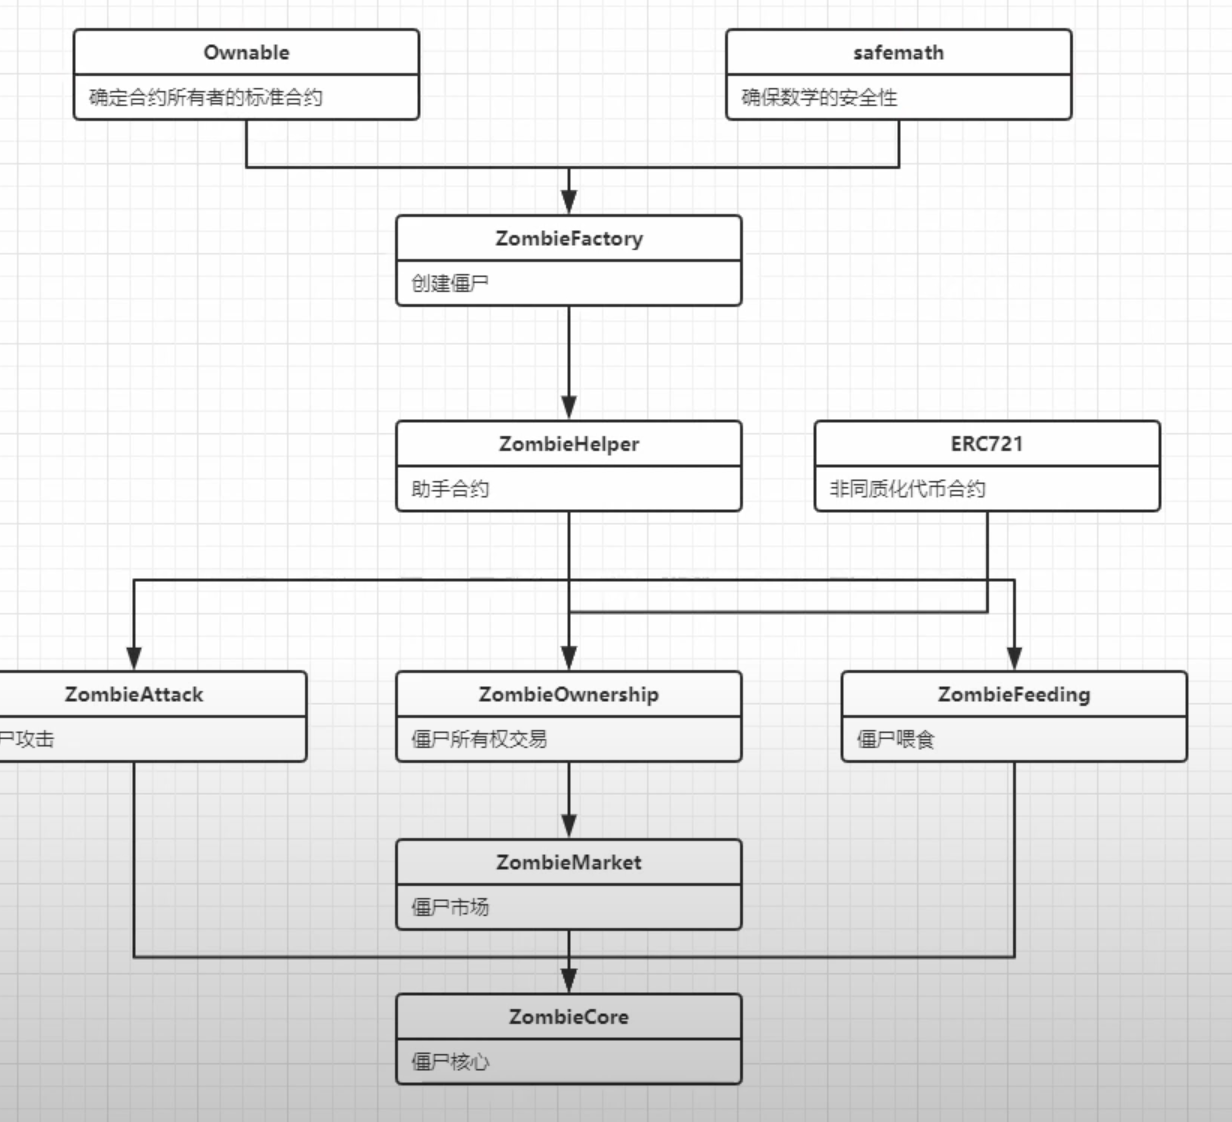 Ownable
确定合约所有者的标准合约
safemath
确保数学的安全性
ZombieFactory
创建僵尸
ZombieHelper
助手合约
ERC721
非同质化代币合约
ZombieAttack
尸攻击
ZombieOwnership
僵尸所有权交易
ZombieFeeding
僵尸喂食
ZombieMarket
僵尸市场
ZombieCore
僵尸核心